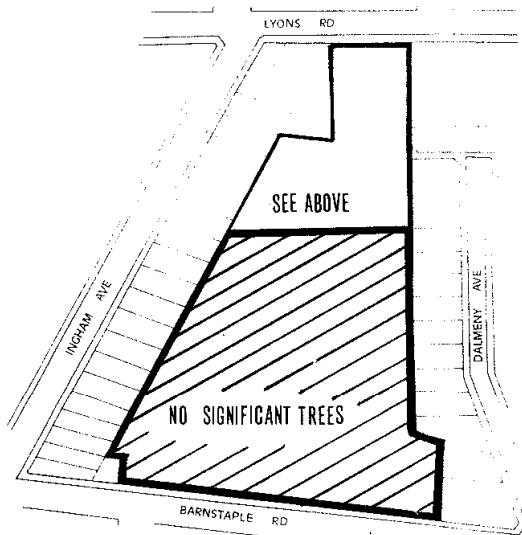 LYONS RD
SEE ABOVE
INGHAM AVE
DALMENY AVE
NO SIGNIFICANT TREES
BARNSTAPLE RD